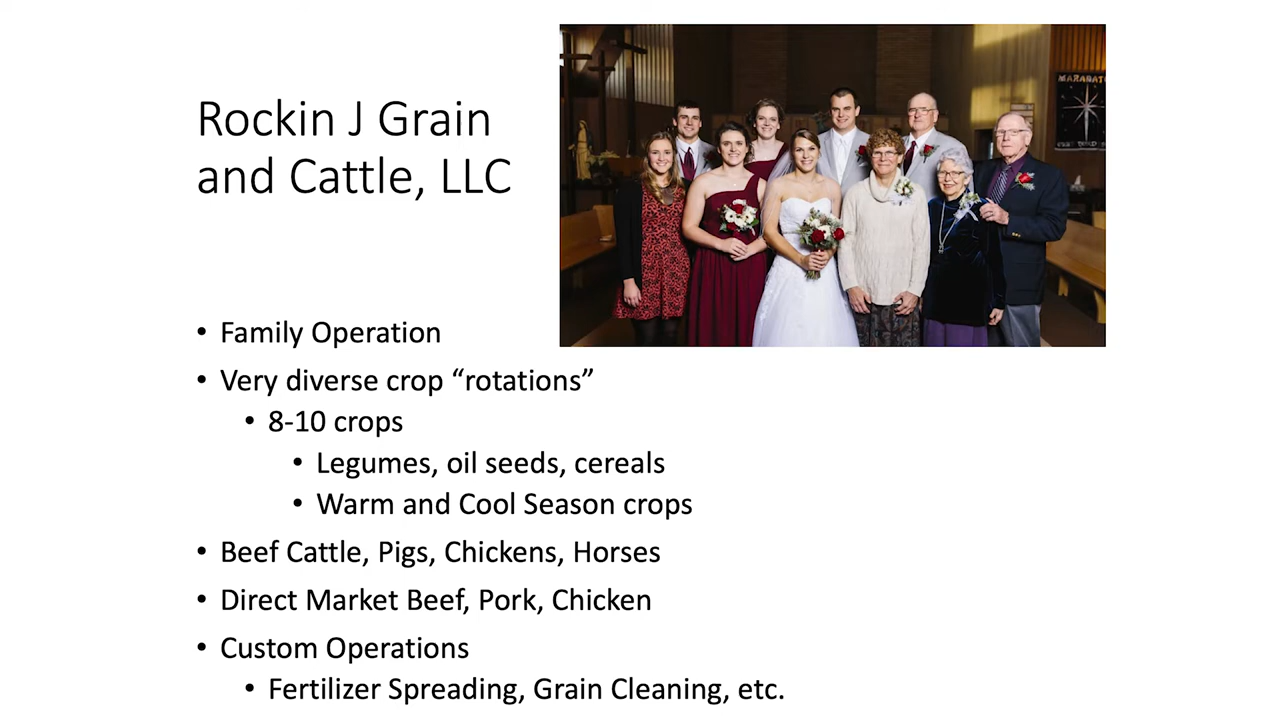 Rockin J Grain
and Cattle, LLC
• Family Operation
• Very diverse crop “rotations”
• 8-10 crops
• Legumes, oil seeds, cereals
• Warm and Cool Season crops
• Beef Cattle, Pigs, Chickens, Horses
• Direct Market Beef, Pork, Chicken
• Custom Operations
• Fertilizer Spreading, Grain Cleaning, etc.